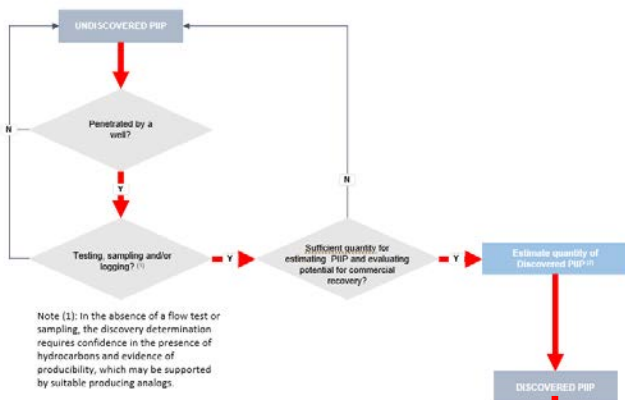 UNDISCOVERED PIIP
N
Penetrated by a
well?
Y
N
Testing, sampling and/or
logging? (1)
Y
Sufficient quantity for
estimating PIIP and evaluating
potential for commercial
recovery?
Y
Estimate quantity of
Discovered PIIP (2)
Note (1): In the absence of a flow test or
sampling, the discovery determination
requires confidence in the presence of
hydrocarbons and evidence of
producibility, which may be supported
by suitable producing analogs.
DISCOVERED PIIP